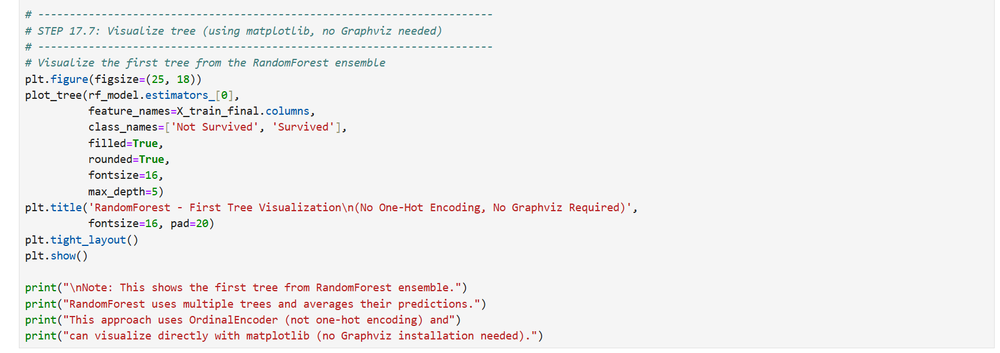 # ------------------------------------------------------------------------
# STEP 17.7: Visualize tree (using matplotlib, no Graphviz needed)
# ------------------------------------------------------------------------
# Visualize the first tree from the RandomForest ensemble
plt.figure(figsize=(25, 18))
plot_tree(rf_model.estimators_[0],
          feature_names=X_train_final.columns,
          class_names=['Not Survived', 'Survived'],
          filled=True,
          rounded=True,
          fontsize=16,
          max_depth=5)
plt.title('RandomForest - First Tree Visualization\n(No One-Hot Encoding, No Graphviz Required)',
          fontsize=16, pad=20)
plt.tight_layout()
plt.show()

print("\nNote: This shows the first tree from RandomForest ensemble.")
print("RandomForest uses multiple trees and averages their predictions.")
print("This approach uses OrdinalEncoder (not one-hot encoding) and")
print("can visualize directly with matplotlib (no Graphviz installation needed).")